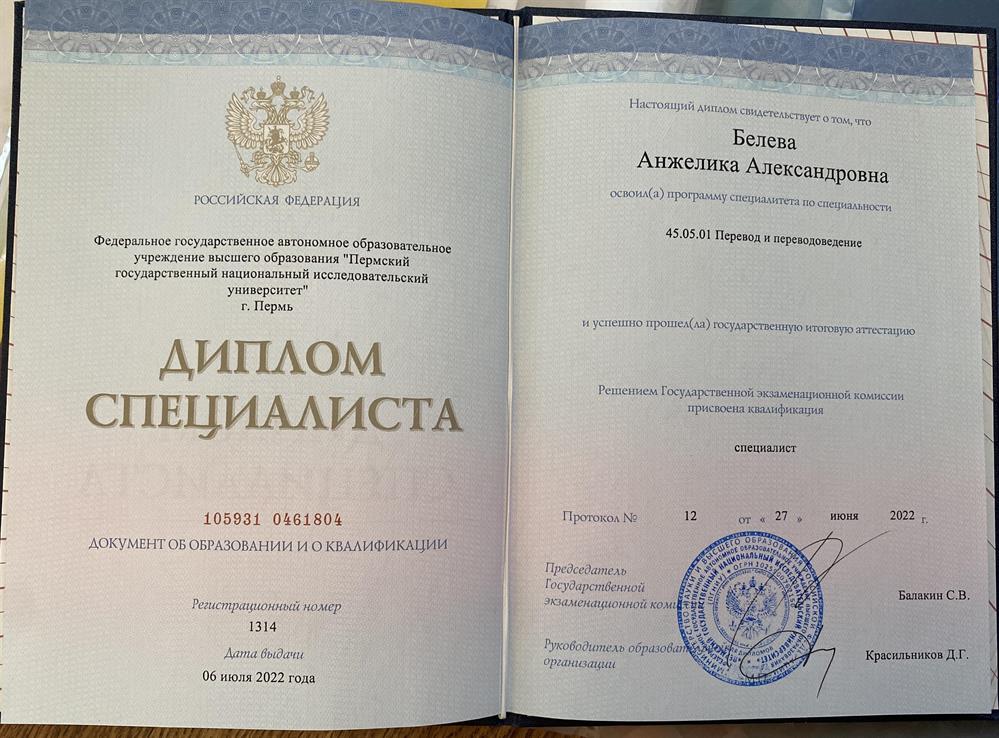 РОССИЙСКАЯ ФЕДЕРАЦИЯ
Федеральное государственное автономное образовательное
учреждение высшего образования "Пермский
государственный национальный исследовательский
университет"
г. Пермь
ДИПЛОМ
СПЕЦИАЛИСТА
105931 0461804
ДОКУМЕНТ ОБ ОБРАЗОВАНИИ И О КВАЛИФИКАЦИИ
Регистрационный номер
1314
Дата выдачи
06 июля 2022 года
Настоящий диплом свидетельствует о том, что
Белева
Анжелика Александровна
освоил(а) программу специалитета по специальности
45.05.01 Перевод и переводоведение
и успешно прошел(ла) государственную итоговую аттестацию
Решением Государственной экзаменационной комиссии
присвоена квалификация
специалист
Протокол № 12 от « 27 » июня 2022 г.
Председатель
Государственной
экзаменационной
Балакин С.В.
Руководитель
организации
Красильников Д.Г.
М.П.